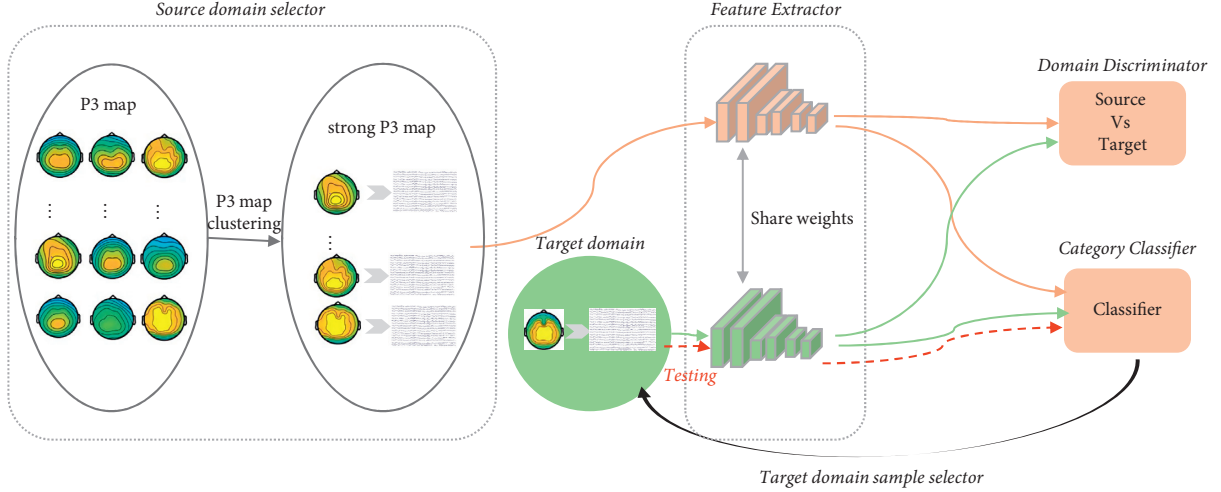 Source domain selector
Feature Extractor
Domain Discriminator
P3 map
strong P3 map
Source
Vs
Target
P3 map
clustering
Share weights
Target domain
Category Classifier
Classifier
Testing
Target domain sample selector